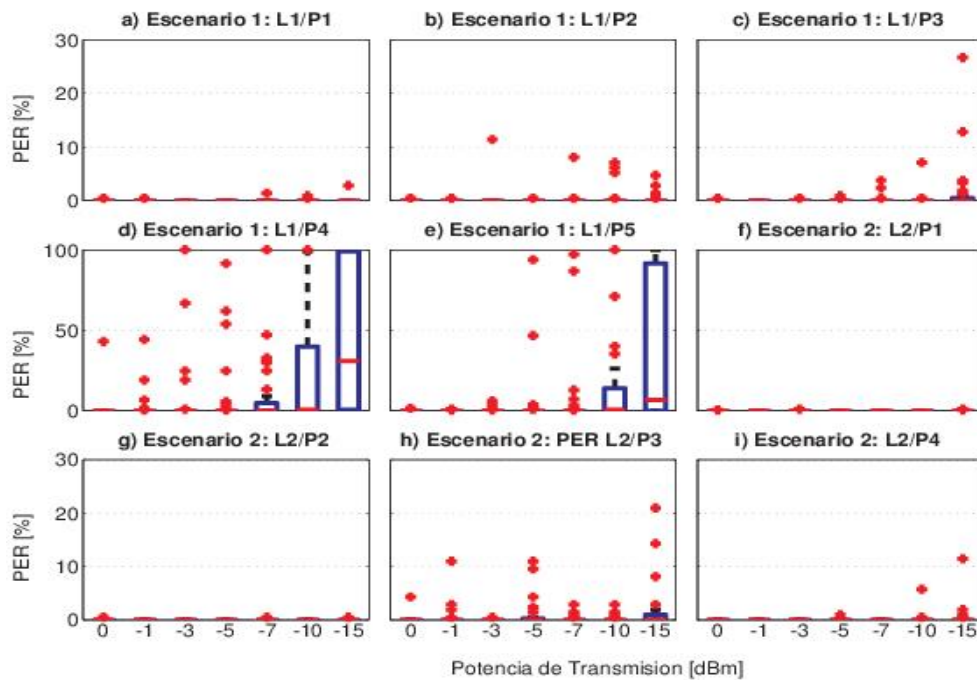 a) Escenario 1: L1/P1 b) Escenario 1: L1/P2 c) Escenario 1: L1/P3
30
20
10
0
PER [%]
d) Escenario 1: L1/P4 e) Escenario 1: L1/P5 f) Escenario 2: L2/P1
100
50
0
PER [%]
g) Escenario 2: L2/P2 h) Escenario 2: PER L2/P3 i) Escenario 2: L2/P4
30
20
10
0
PER [%]
0 -1 -3 -5 -7 -10 -15 0 -1 -3 -5 -7 -10 -15 0 -1 -3 -5 -7 -10 -15
Potencia de Transmision [dBm]